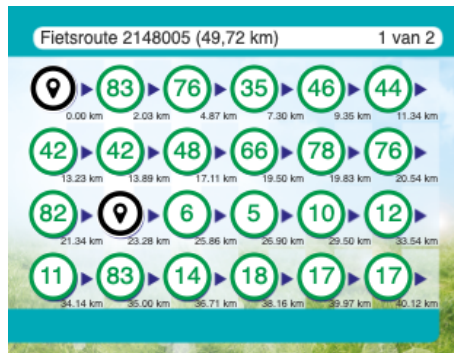 Fietsroute 2148005 (49,72 km) 1 van 2
83 76 35 46 44
0.00 km 2.03 km 4.87 km 7.30 km 9.35 km 11.34 km
42 42 48 66 78 76
13.23 km 13.89 km 17.11 km 19.50 km 19.83 km 20.54 km
82 6 5 10 12
21.34 km 23.28 km 25.86 km 26.90 km 29.50 km 33.54 km
11 83 14 18 17 17
34.14 km 35.00 km 36.71 km 38.16 km 39.97 km 40.12 km